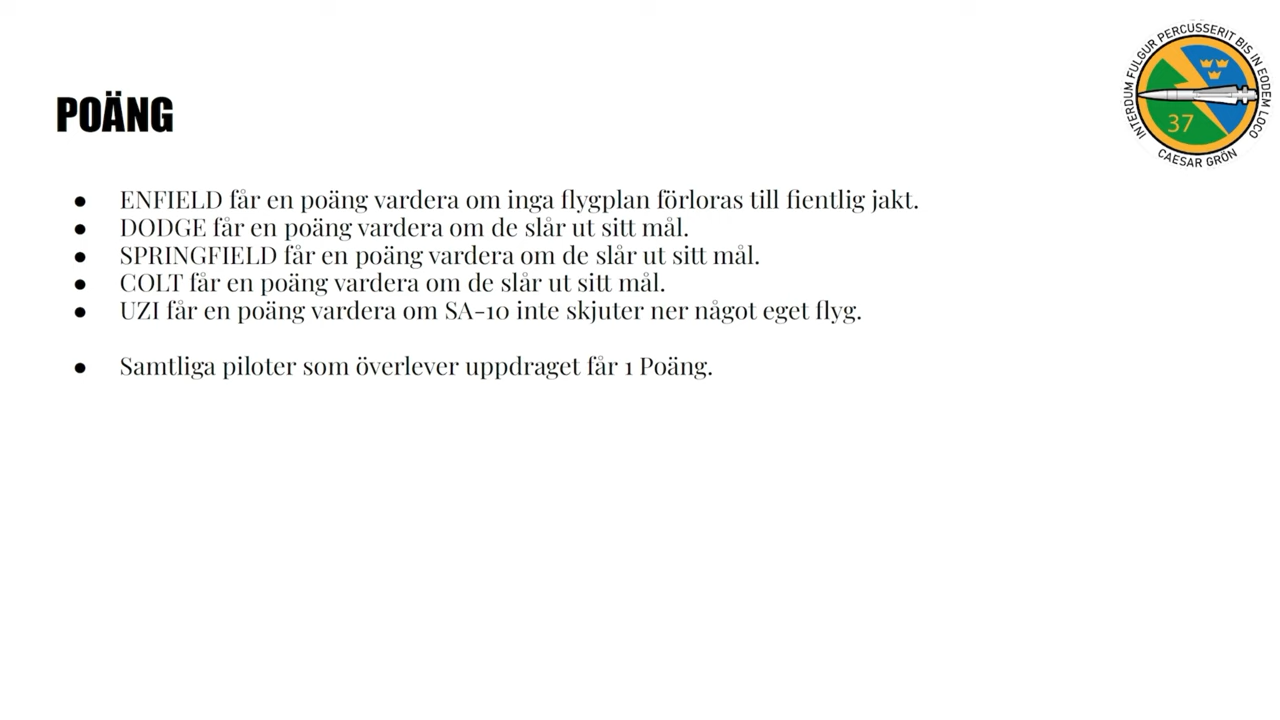 INTERDUM FULGUR PERCUSSERIT BIS IN EODEM LOCO
37
CAESAR GRÖN
POÄNG
● ENFIELD får en poäng vardera om inga flygplan förloras till fientlig jakt.
● DODGE får en poäng vardera om de slår ut sitt mål.
● SPRINGFIELD får en poäng vardera om de slår ut sitt mål.
● COLT får en poäng vardera om de slår ut sitt mål.
● UZI får en poäng vardera om SA-10 inte skjuter ner något eget flyg.
● Samtliga piloter som överlever uppdraget får 1 Poäng.